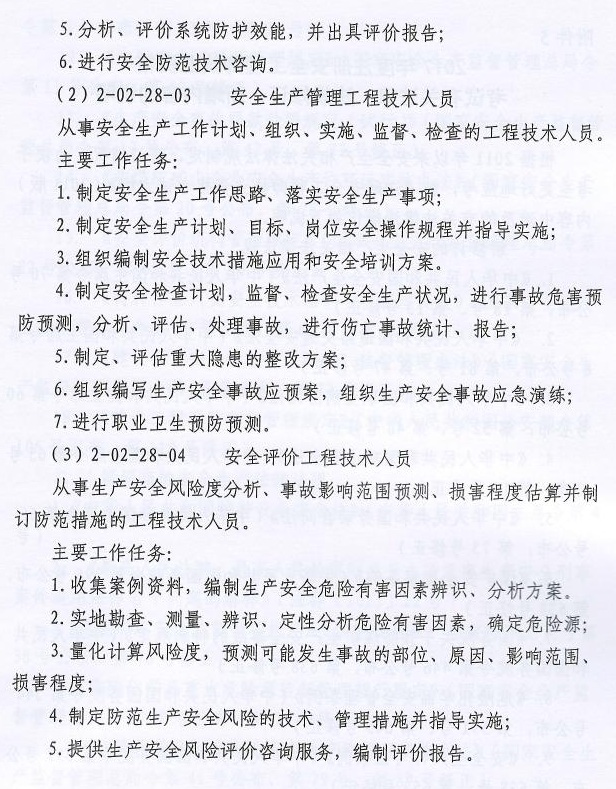 5.分析、评价系统防护效能，并出具评价报告；
6.进行安全防范技术咨询。
（2）2-02-28-03 安全生产管理工程技术人员
从事安全生产工作计划、组织、实施、监督、检查的工程技术人员。
主要工作任务：
1.制定安全生产工作思路、落实安全生产事项；
2.制定安全生产计划、目标、岗位安全操作规程并指导实施；
3.组织编制安全技术措施应用和安全培训方案。
4.制定安全检查计划，监督、检查安全生产状况，进行事故危害预
防预测，分析、评估、处理事故，进行伤亡事故统计、报告；
5.制定、评估重大隐患的整改方案；
6.组织编写生产安全事故应预案，组织生产安全事故应急演练；
7.进行职业卫生预防预测。
（3）2-02-28-04 安全评价工程技术人员
从事生产安全风险度分析、事故影响范围预测、损害程度估算并制
订防范措施的工程技术人员。
主要工作任务：
1.收集案例资料，编制生产安全危险有害因素辨识、分析方案。
2.实地勘查、测量、辨识、定性分析危险有害因素，确定危险源；
3.量化计算风险度，预测可能发生事故的部位、原因、影响范围、
损害程度；
4.制定防范生产安全风险的技术、管理措施并指导实施；
5.提供生产安全风险评价咨询服务，编制评价报告。